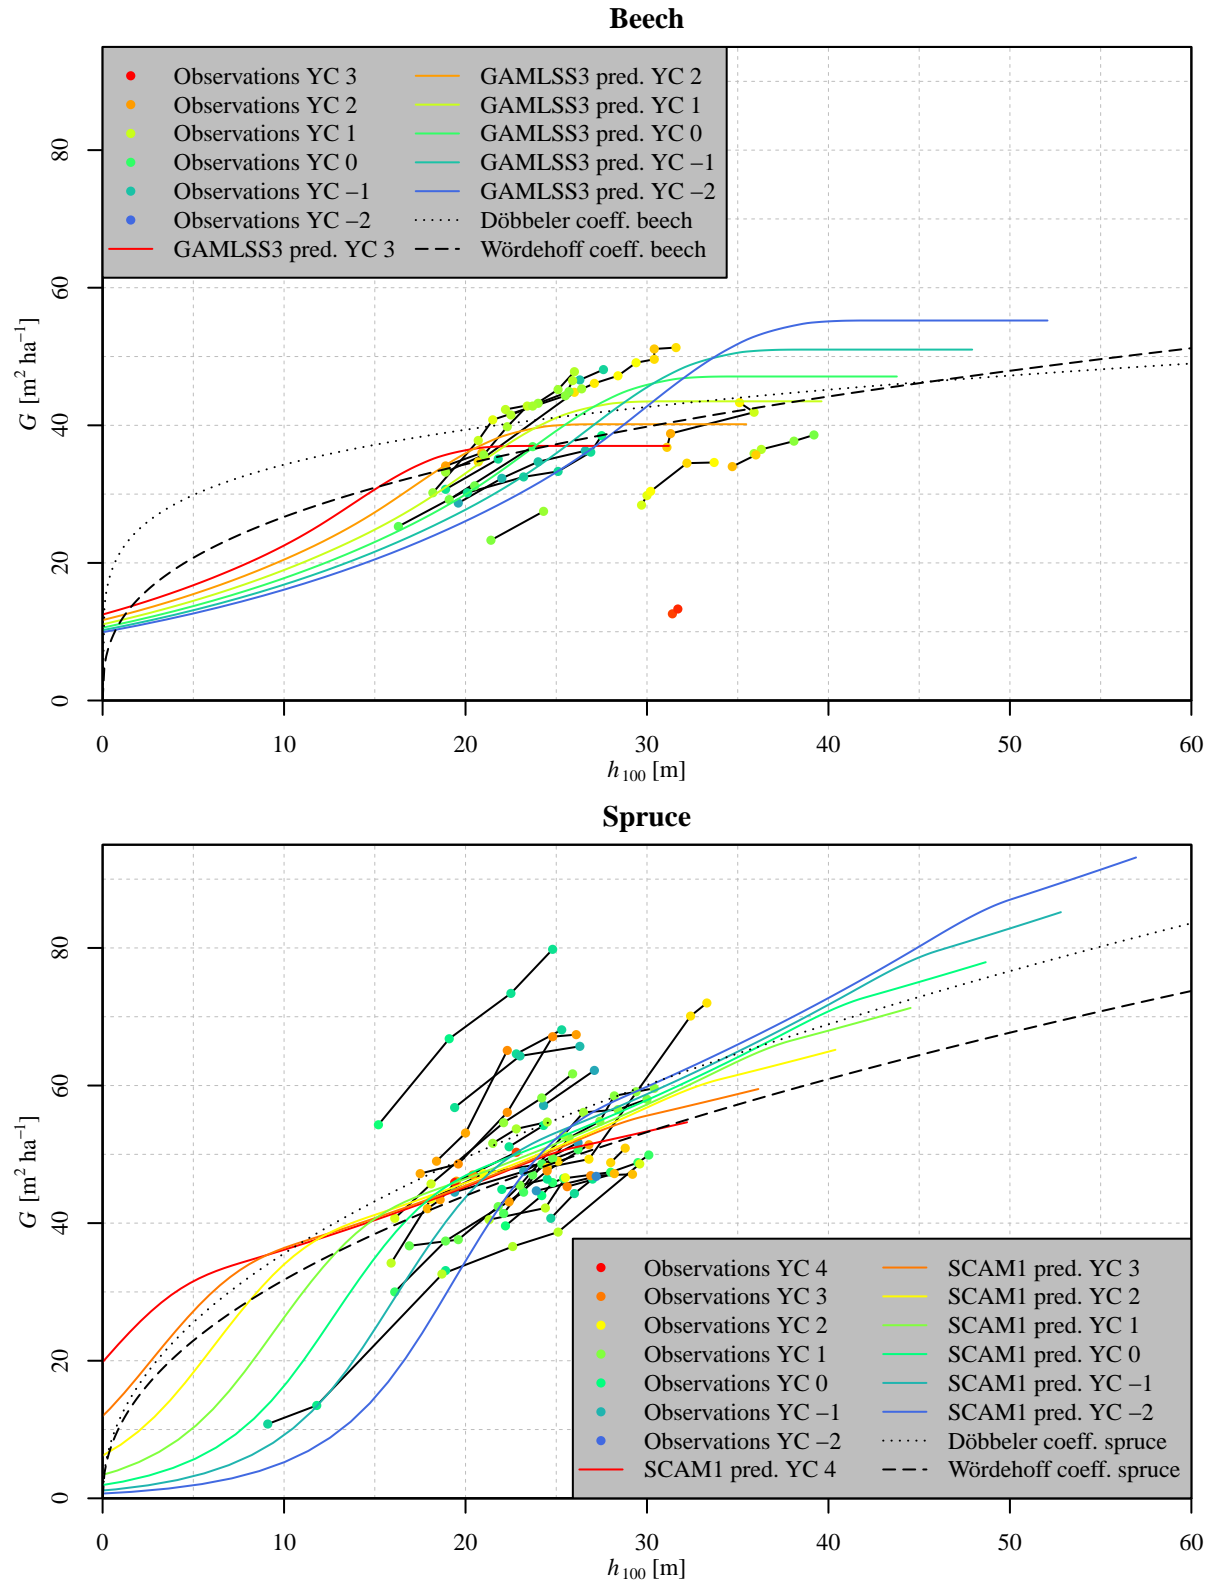 Beech
Observations YC 3
Observations YC 2
Observations YC 1
Observations YC 0
Observations YC −1
Observations YC −2
GAMLSS3 pred. YC 3
GAMLSS3 pred. YC 2
GAMLSS3 pred. YC 1
GAMLSS3 pred. YC 0
GAMLSS3 pred. YC −1
GAMLSS3 pred. YC −2
Döbbeler coeff. beech
Wördehoff coeff. beech
80
60
40
20
0
G [m² ha⁻¹]
0 10 20 30 40 50 60
h₁₀₀ [m]
Spruce
80
60
40
20
0
G [m² ha⁻¹]
Observations YC 4
Observations YC 3
Observations YC 2
Observations YC 1
Observations YC 0
Observations YC −1
Observations YC −2
SCAM1 pred. YC 4
SCAM1 pred. YC 3
SCAM1 pred. YC 2
SCAM1 pred. YC 1
SCAM1 pred. YC 0
SCAM1 pred. YC −1
SCAM1 pred. YC −2
Döbbeler coeff. spruce
Wördehoff coeff. spruce
0 10 20 30 40 50 60
h₁₀₀ [m]